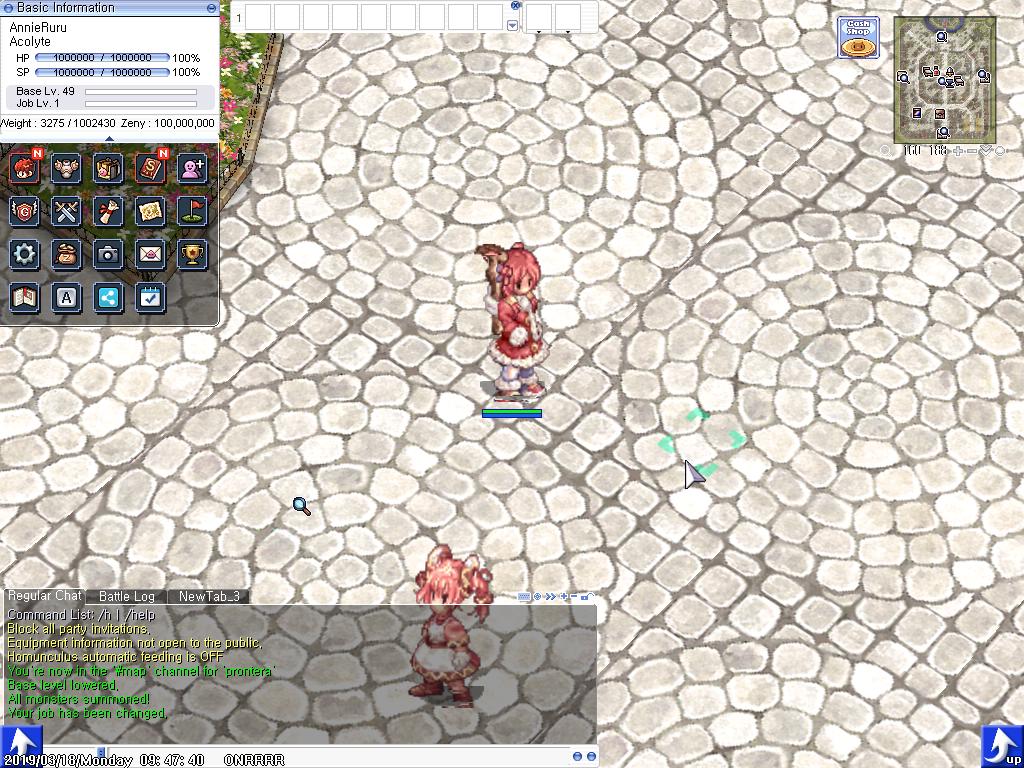 Basic Information
AnnieRuru
Acolyte
HP 1000000 / 1000000 100%
SP 1000000 / 1000000 100%
Base Lv. 49
Job Lv. 1
Weight : 3275 / 1002430 Zeny : 100,000,000
1
Cash Shop
160 188
N
N
S
G
Z
A
Regular Chat
Battle Log
NewTab_3
Command List: /h | /help
Block all party invitations.
Equipment information not open to the public.
Homunculus automatic feeding is OFF
You're now in the '#map' channel for 'prontera'
Base level lowered.
All monsters summoned!
Your job has been changed.
2019/03/18/Monday 09:47:40 ONRRRR
up